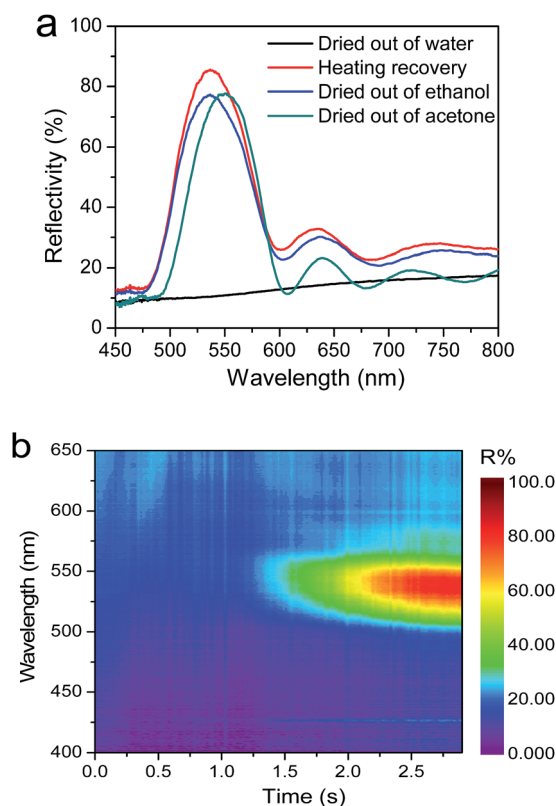 a
100
80
60
40
20
0
Reflectivity (%)
Dried out of water
Heating recovery
Dried out of ethanol
Dried out of acetone
450 500 550 600 650 700 750 800
Wavelength (nm)
b
650
600
550
500
450
400
Wavelength (nm)
0.0 0.5 1.0 1.5 2.0 2.5
Time (s)
R%
100.0
80.00
60.00
40.00
20.00
0.000